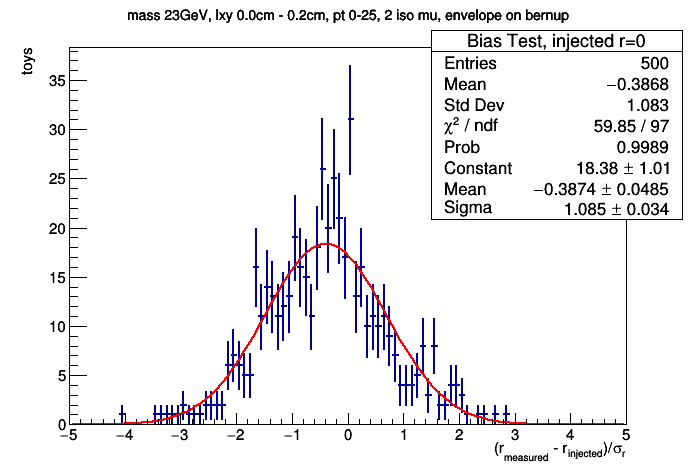 mass 23GeV, lxy 0.0cm - 0.2cm, pt 0-25, 2 iso mu, envelope on bernup
Bias Test, injected r=0
Entries 500
Mean −0.3868
Std Dev 1.083
χ² / ndf 59.85 / 97
Prob 0.9989
Constant 18.38 ± 1.01
Mean −0.3874 ± 0.0485
Sigma 1.085 ± 0.034
toys
35
30
25
20
15
10
5
0
−5 −4 −3 −2 −1 0 1 2 3 4 5
(r_measured - r_injected)/σ_r